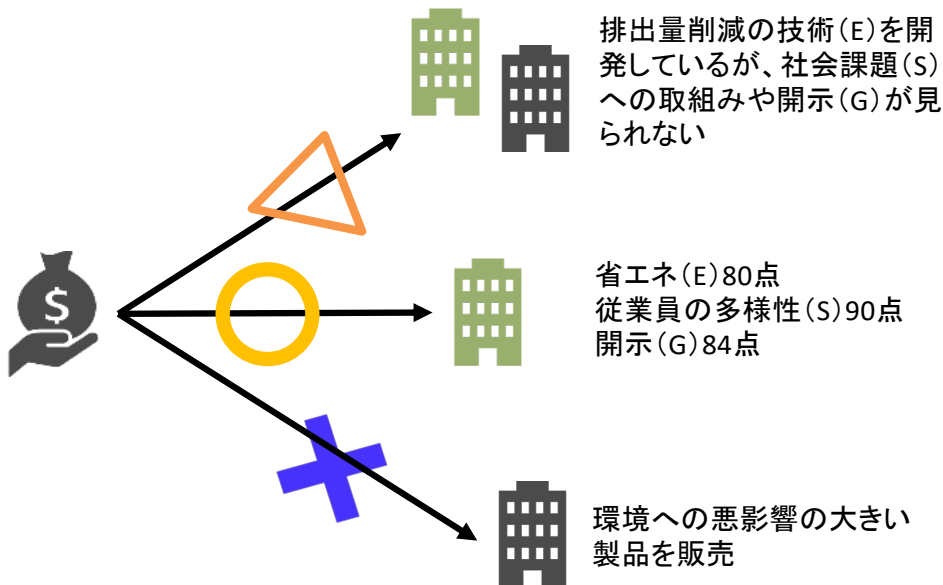 排出量削減の技術(E)を開
発しているが、社会課題(S)
への取組みや開示(G)が見
られない
$
省エネ(E)80点
従業員の多様性(S)90点
開示(G)84点
環境への悪影響の大きい
製品を販売